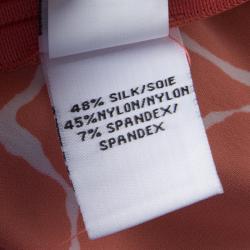 48% SILK/SOIE
45%NYLON/NYLON
7% SPANDEX/
SPANDEX